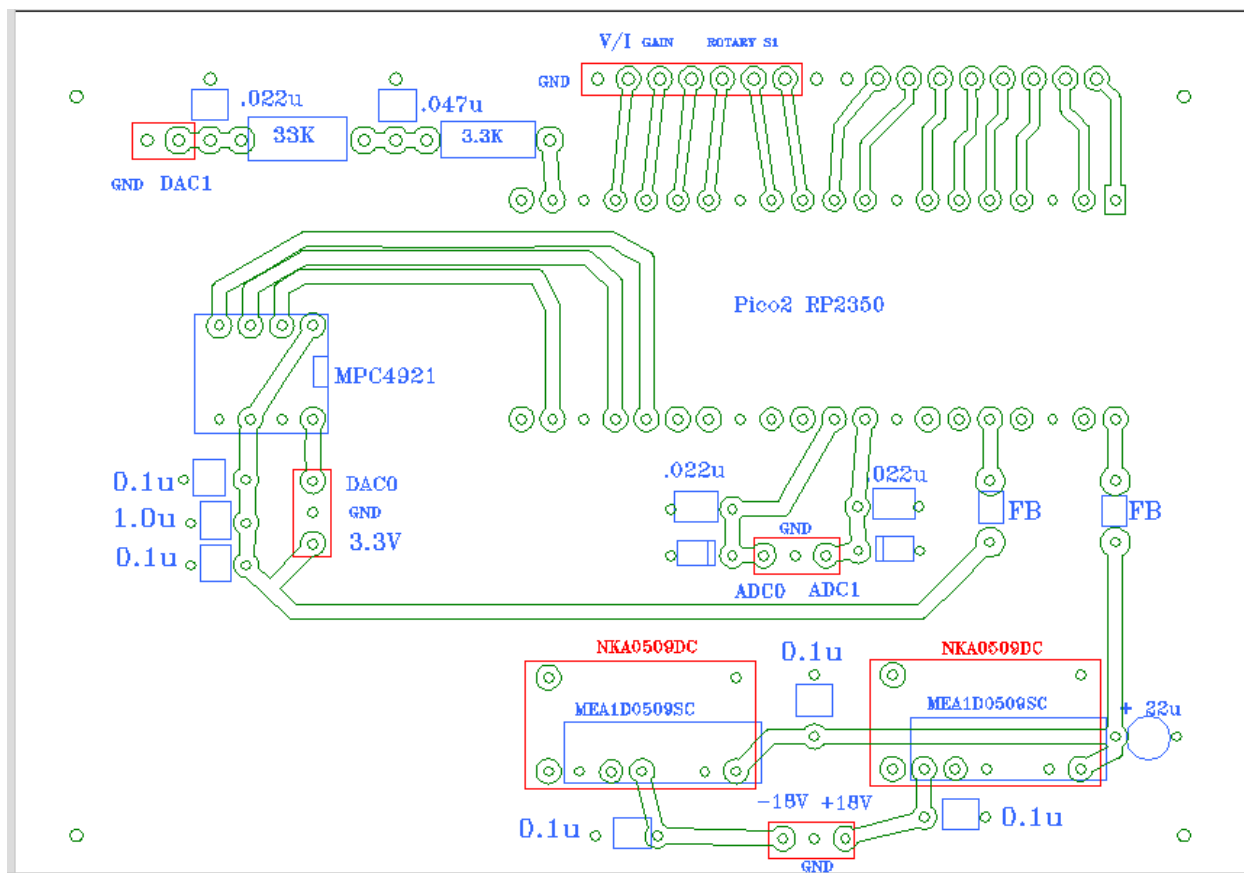 V/I GAIN ROTARY S1
GND
.022u
.047u
33K
3.3K
GND DAC1
Pico2 RP2350
MPC4921
0.1u
DAC0
1.0u
GND
0.1u
3.3V
.022u
.022u
FB
FB
GND
ADC0
ADC1
NKA0509DC
0.1u
NKA0509DC
MEA1D0509SC
MEA1D0509SC
+ 22u
-18V +18V
0.1u
0.1u
GND